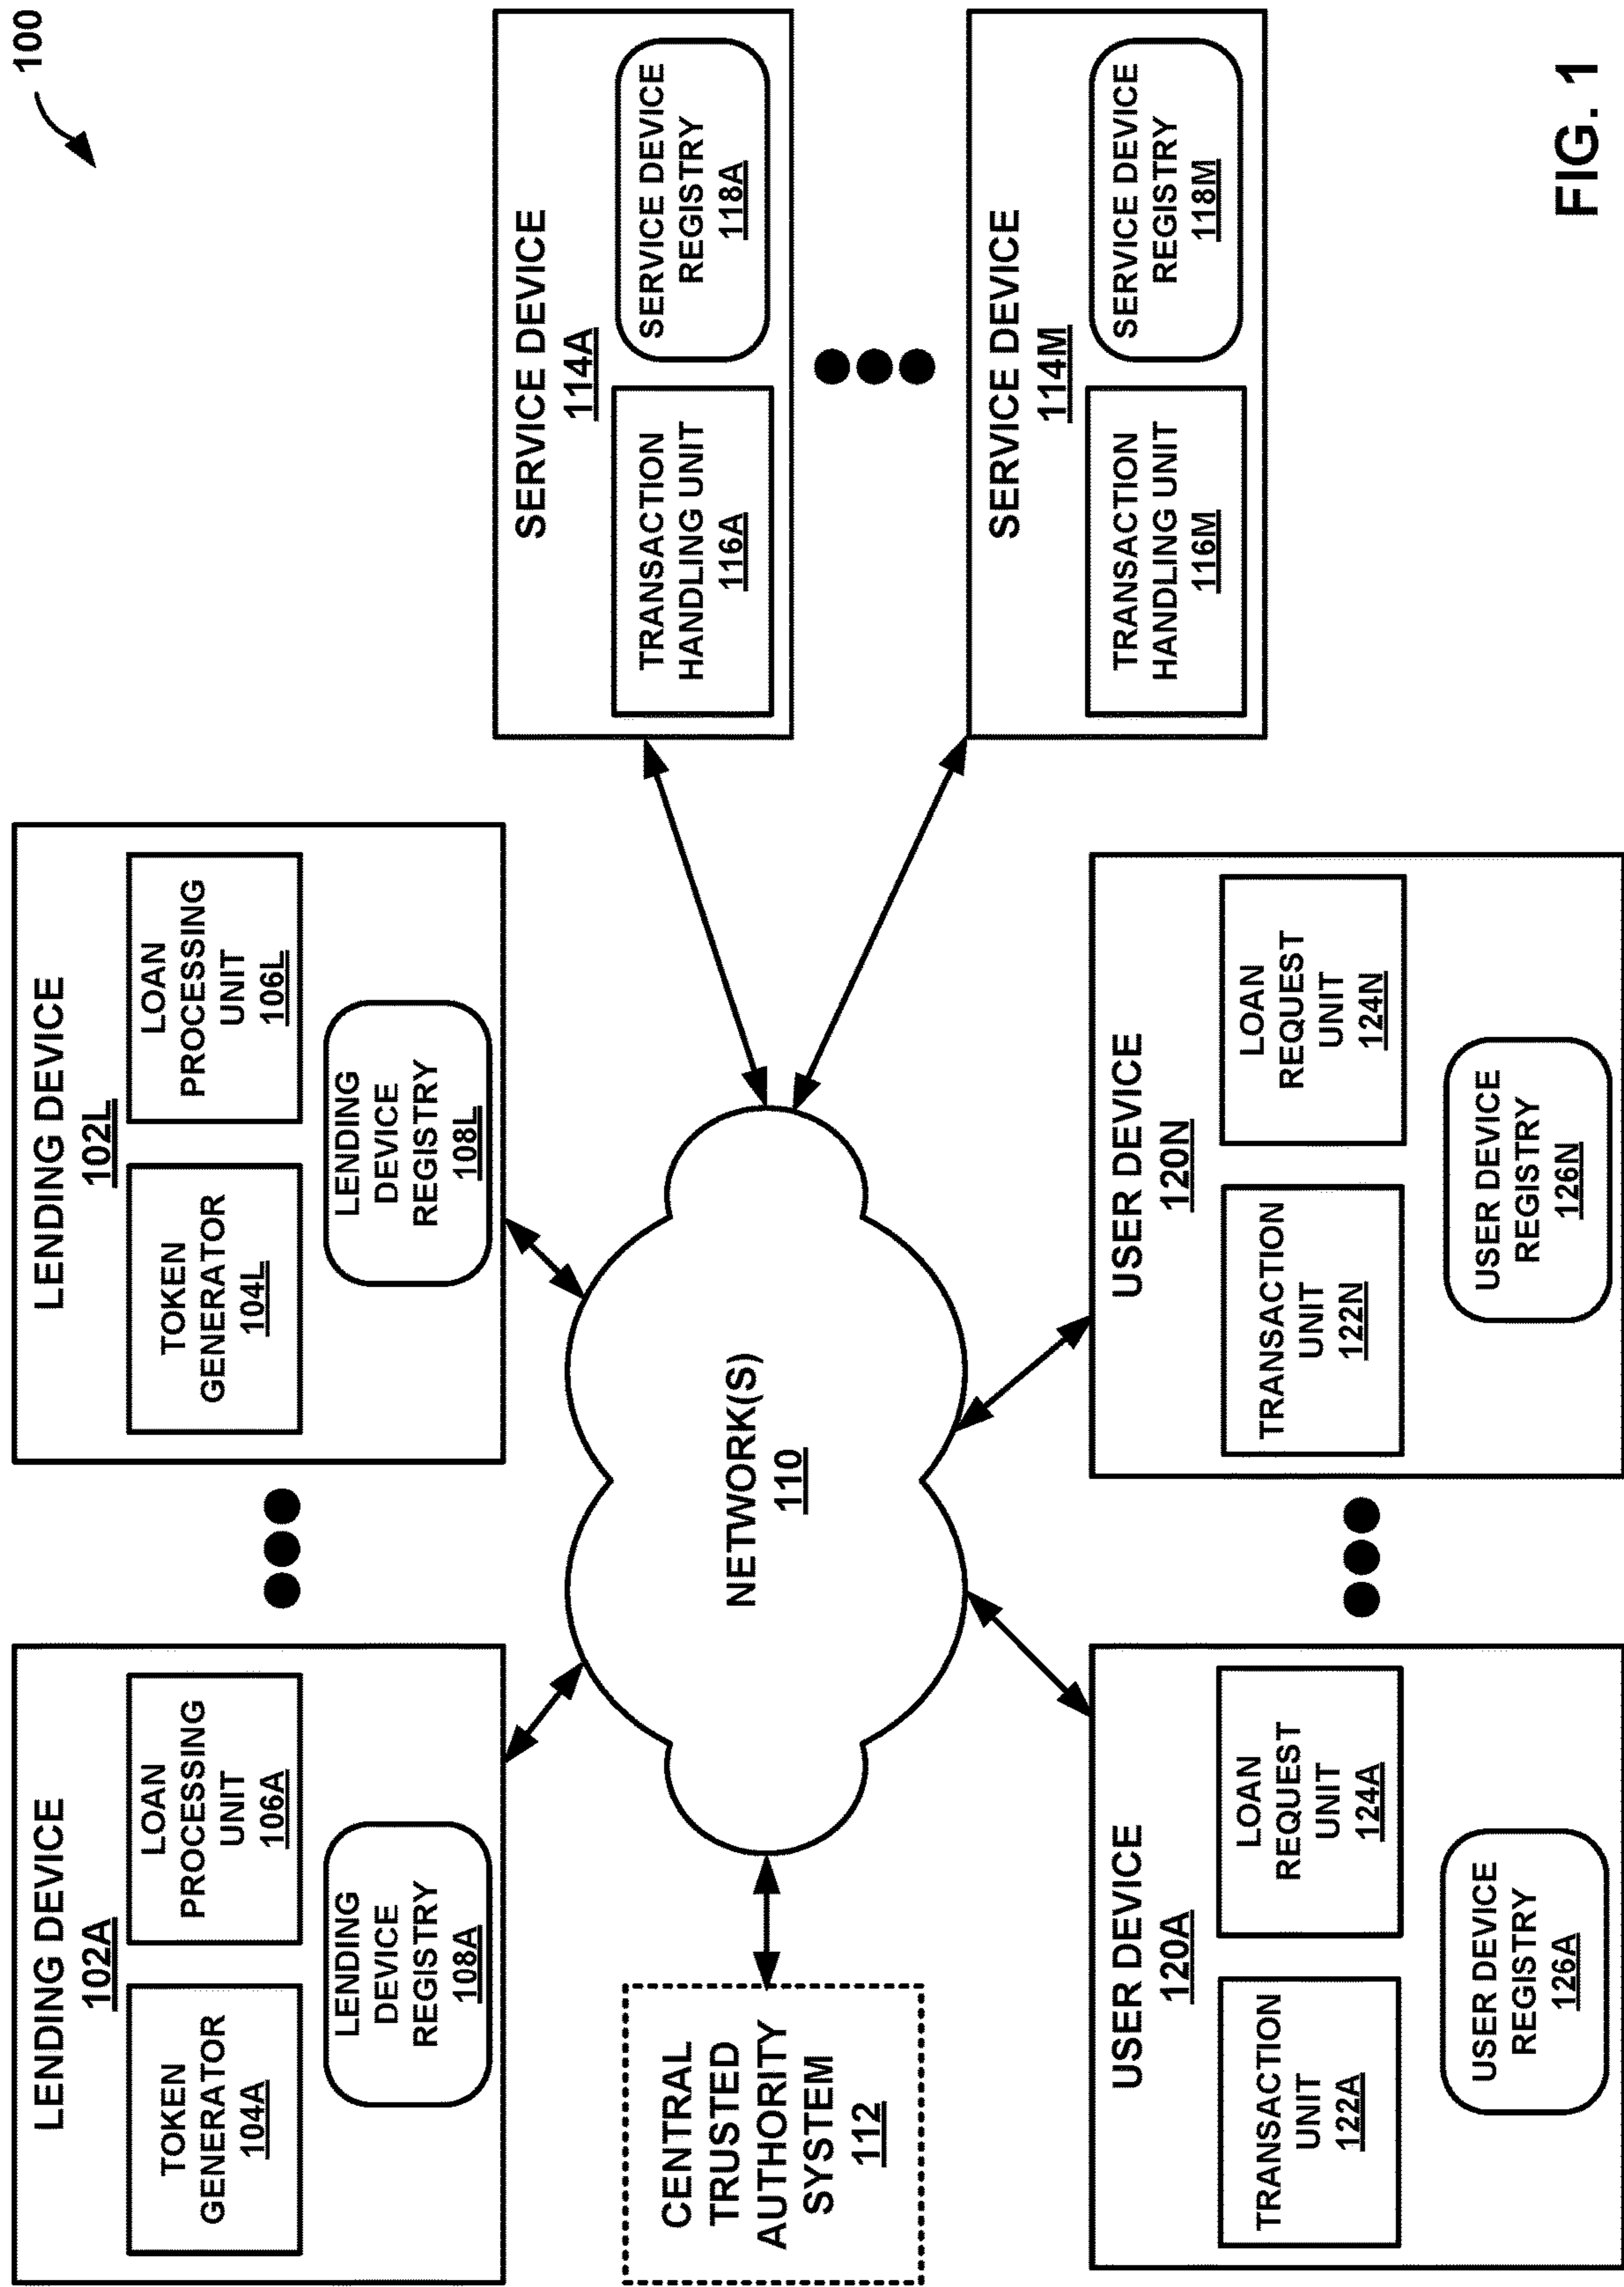 100
LENDING DEVICE
102A
TOKEN
GENERATOR
104A
LOAN
PROCESSING
UNIT
106A
LENDING
DEVICE
REGISTRY
108A
LENDING DEVICE
102L
TOKEN
GENERATOR
104L
LOAN
PROCESSING
UNIT
106L
LENDING
DEVICE
REGISTRY
108L
CENTRAL
TRUSTED
AUTHORITY
SYSTEM
112
NETWORK(S)
110
SERVICE DEVICE
114A
TRANSACTION
HANDLING UNIT
116A
SERVICE DEVICE
REGISTRY
118A
SERVICE DEVICE
114M
TRANSACTION
HANDLING UNIT
116M
SERVICE DEVICE
REGISTRY
118M
USER DEVICE
120A
TRANSACTION
UNIT
122A
LOAN
REQUEST
UNIT
124A
USER DEVICE
REGISTRY
126A
USER DEVICE
120N
TRANSACTION
UNIT
122N
LOAN
REQUEST
UNIT
124N
USER DEVICE
REGISTRY
126N
FIG. 1